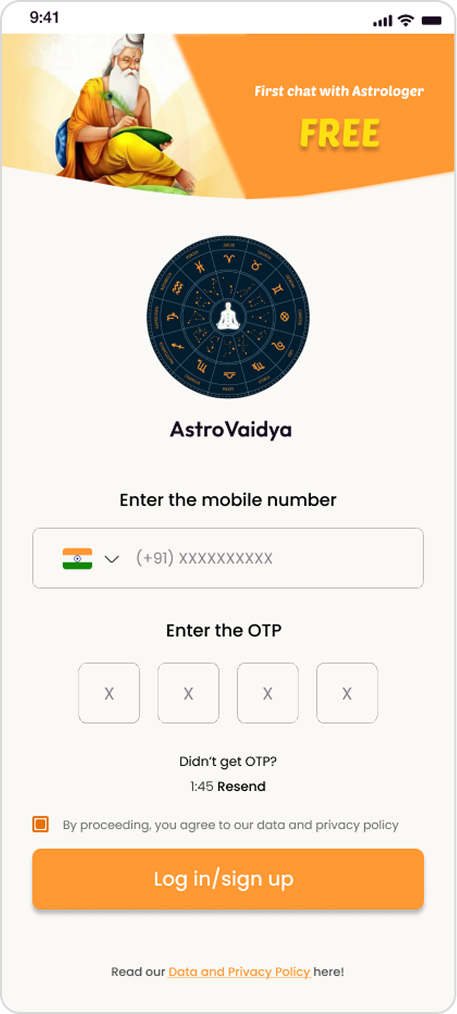 9:41
First chat with Astrologer
FREE
AstroVaidya
Enter the mobile number
(+91) XXXXXXXXXX
Enter the OTP
X X X X
Didn't get OTP?
1:45 Resend
By proceeding, you agree to our data and privacy policy
Log in/sign up
Read our Data and Privacy Policy here!